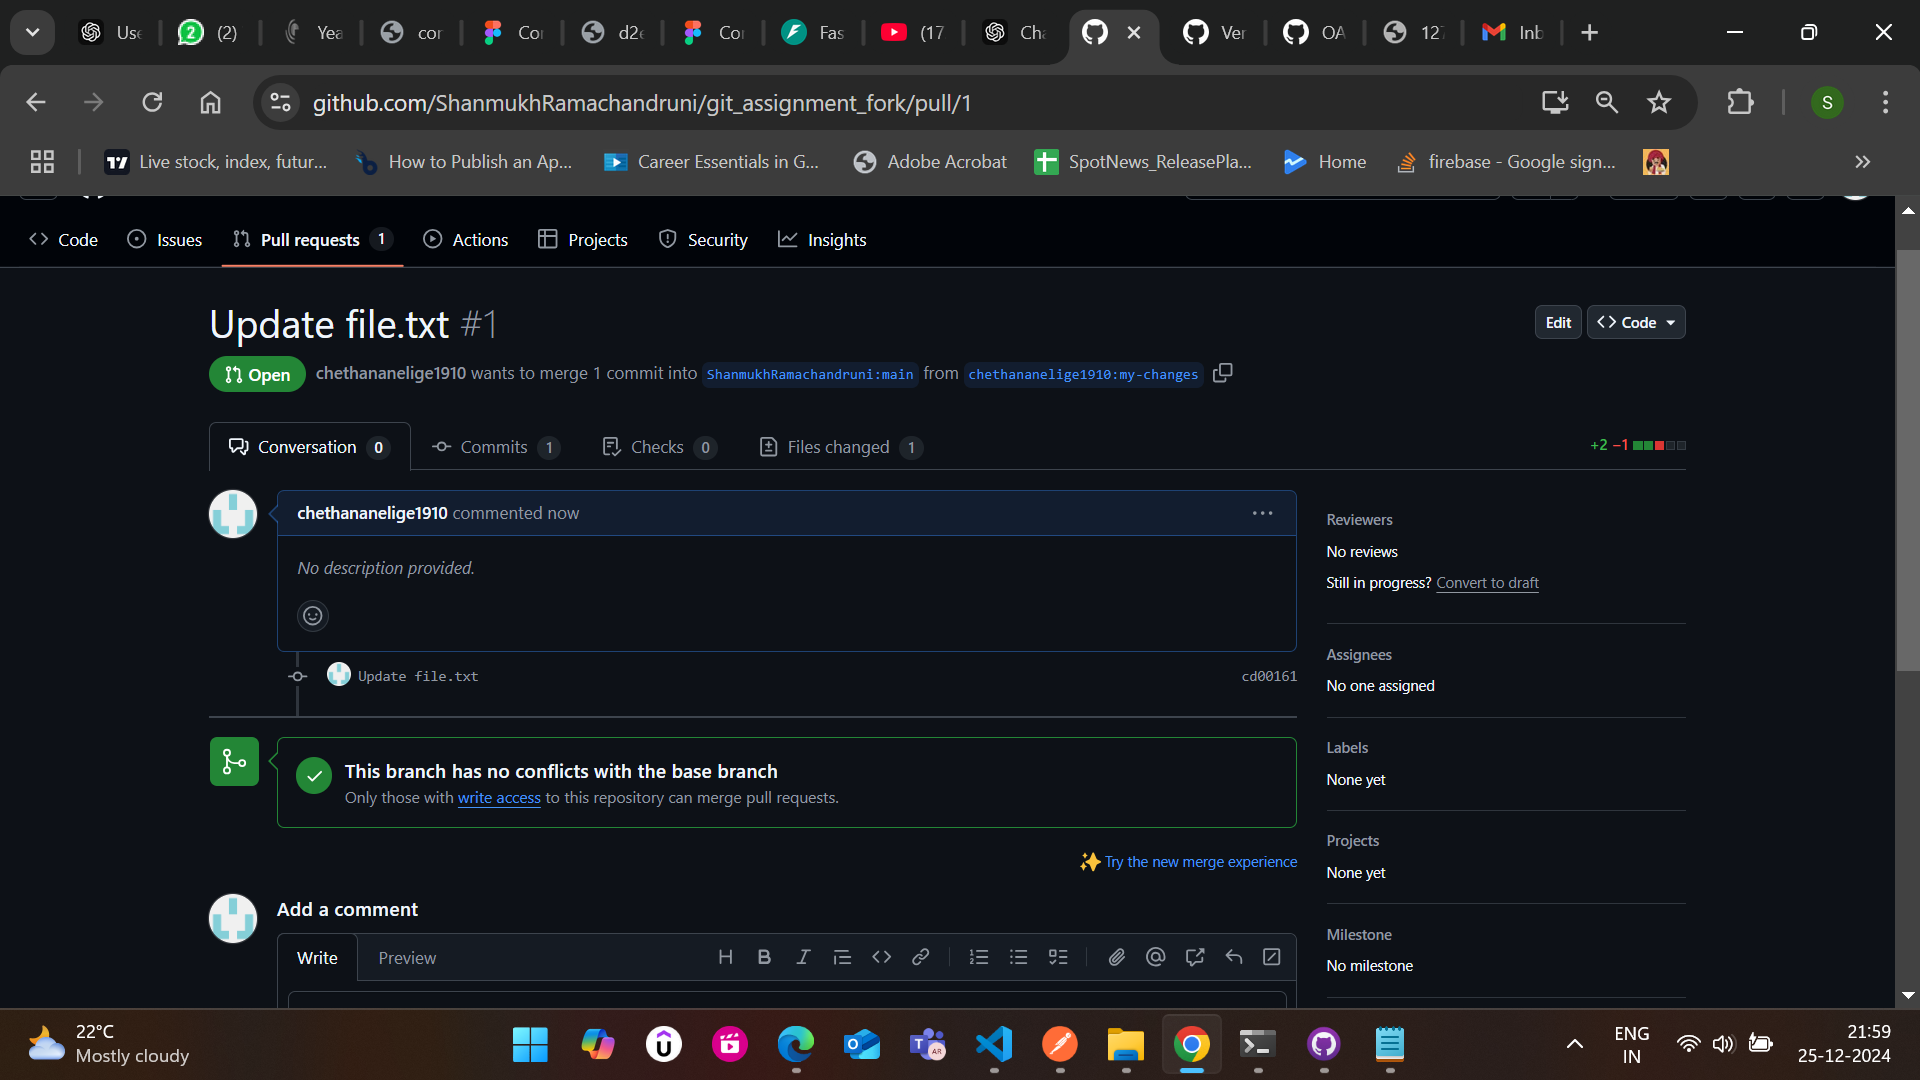 Use
(2)
Yea
cor
Cor
d2e
Cor
Fas
(17
Cha
Ver
OA
127
Inb
github.com/ShanmukhRamachandruni/git_assignment_fork/pull/1
S
Live stock, index, futur...
How to Publish an Ap...
Career Essentials in G...
Adobe Acrobat
SpotNews_ReleasePla...
Home
firebase - Google sign...
Code
Issues
Pull requests 1
Actions
Projects
Security
Insights
Update file.txt #1
Edit
Code
Open
chethananelige1910 wants to merge 1 commit into ShanmukhRamachandruni:main from chethananelige1910:my-changes
Conversation 0
Commits 1
Checks 0
Files changed 1
+2 −1
chethananelige1910 commented now
No description provided.
Update file.txt
cd00161
This branch has no conflicts with the base branch
Only those with write access to this repository can merge pull requests.
Try the new merge experience
Add a comment
Write
Preview
Reviewers
No reviews
Still in progress? Convert to draft
Assignees
No one assigned
Labels
None yet
Projects
None yet
Milestone
No milestone
22°C
Mostly cloudy
ENG
IN
21:59
25-12-2024